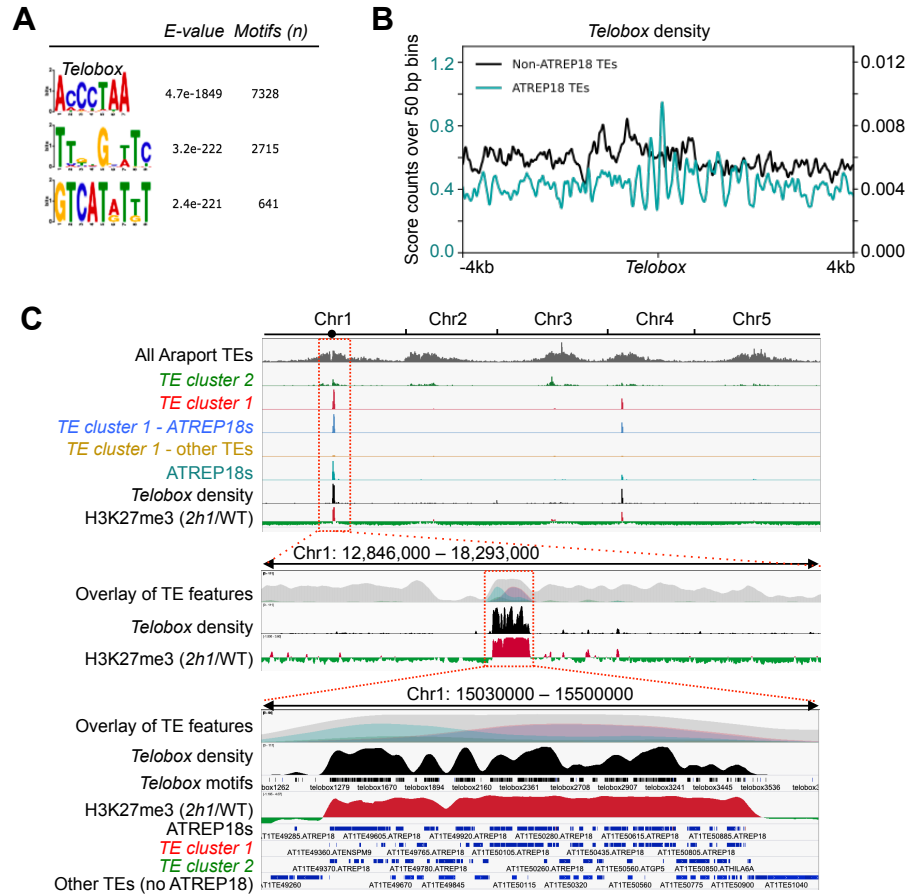 A
E-value Motifs (n)
Telobox
4.7e-1849 7328
3.2e-222 2715
2.4e-221 641
ACCCTAA
GTCATATTT
B
Telobox density
Non-ATREP18 TEs
ATREP18 TEs
Score counts over 50 bp bins
1.2
0.8
0.4
0.0
0.012
0.008
0.004
0.000
-4kb
Telobox
4kb
C
Chr1 Chr2 Chr3 Chr4 Chr5
All Araport TEs
TE cluster 2
TE cluster 1
TE cluster 1 - ATREP18s
TE cluster 1 - other TEs
ATREP18s
Telobox density
H3K27me3 (2h1/WT)
Chr1: 12,846,000 – 18,293,000
Overlay of TE features
Telobox density
H3K27me3 (2h1/WT)
Chr1: 15030000 – 15500000
Overlay of TE features
Telobox density
Telobox motifs
box1262 telobox1279 telobox1670 telobox1894 telobox2160 telobox2361 telobox2708 telobox2907 telobox3241 telobox3445 telobox3536 telobox3
H3K27me3 (2h1/WT)
ATREP18s
.T1TE49285.ATREP18 AT1TE49605.ATREP18 AT1TE49920.ATREP18 AT1TE50280.ATREP18 AT1TE50615.ATREP18 AT1TE50885.ATREP18
TE cluster 1
AT1TE49360.ATENSPM9 AT1TE49765.ATREP18 AT1TE50105.ATREP18 AT1TE50435.ATREP18 AT1TE50805.ATREP18
TE cluster 2
AT1TE49370.ATREP18 AT1TE49780.ATREP18 AT1TE50260.ATREP18 AT1TE50560.ATGP5 AT1TE50850.ATHILA6A
Other TEs (no ATREP18)
AT1TE49260 AT1TE49670 AT1TE49845 AT1TE50115 AT1TE50320 AT1TE50560 AT1TE50775 AT1TE50900 AT1TE51040